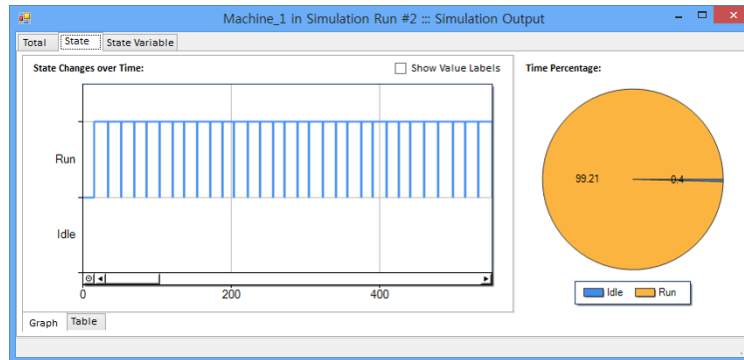 Machine_1 in Simulation Run #2 ::: Simulation Output
Total State State Variable
State Changes over Time:
Show Value Labels
Time Percentage:
Run
Idle
0 200 400
99.21
0.4
Idle Run
Graph Table